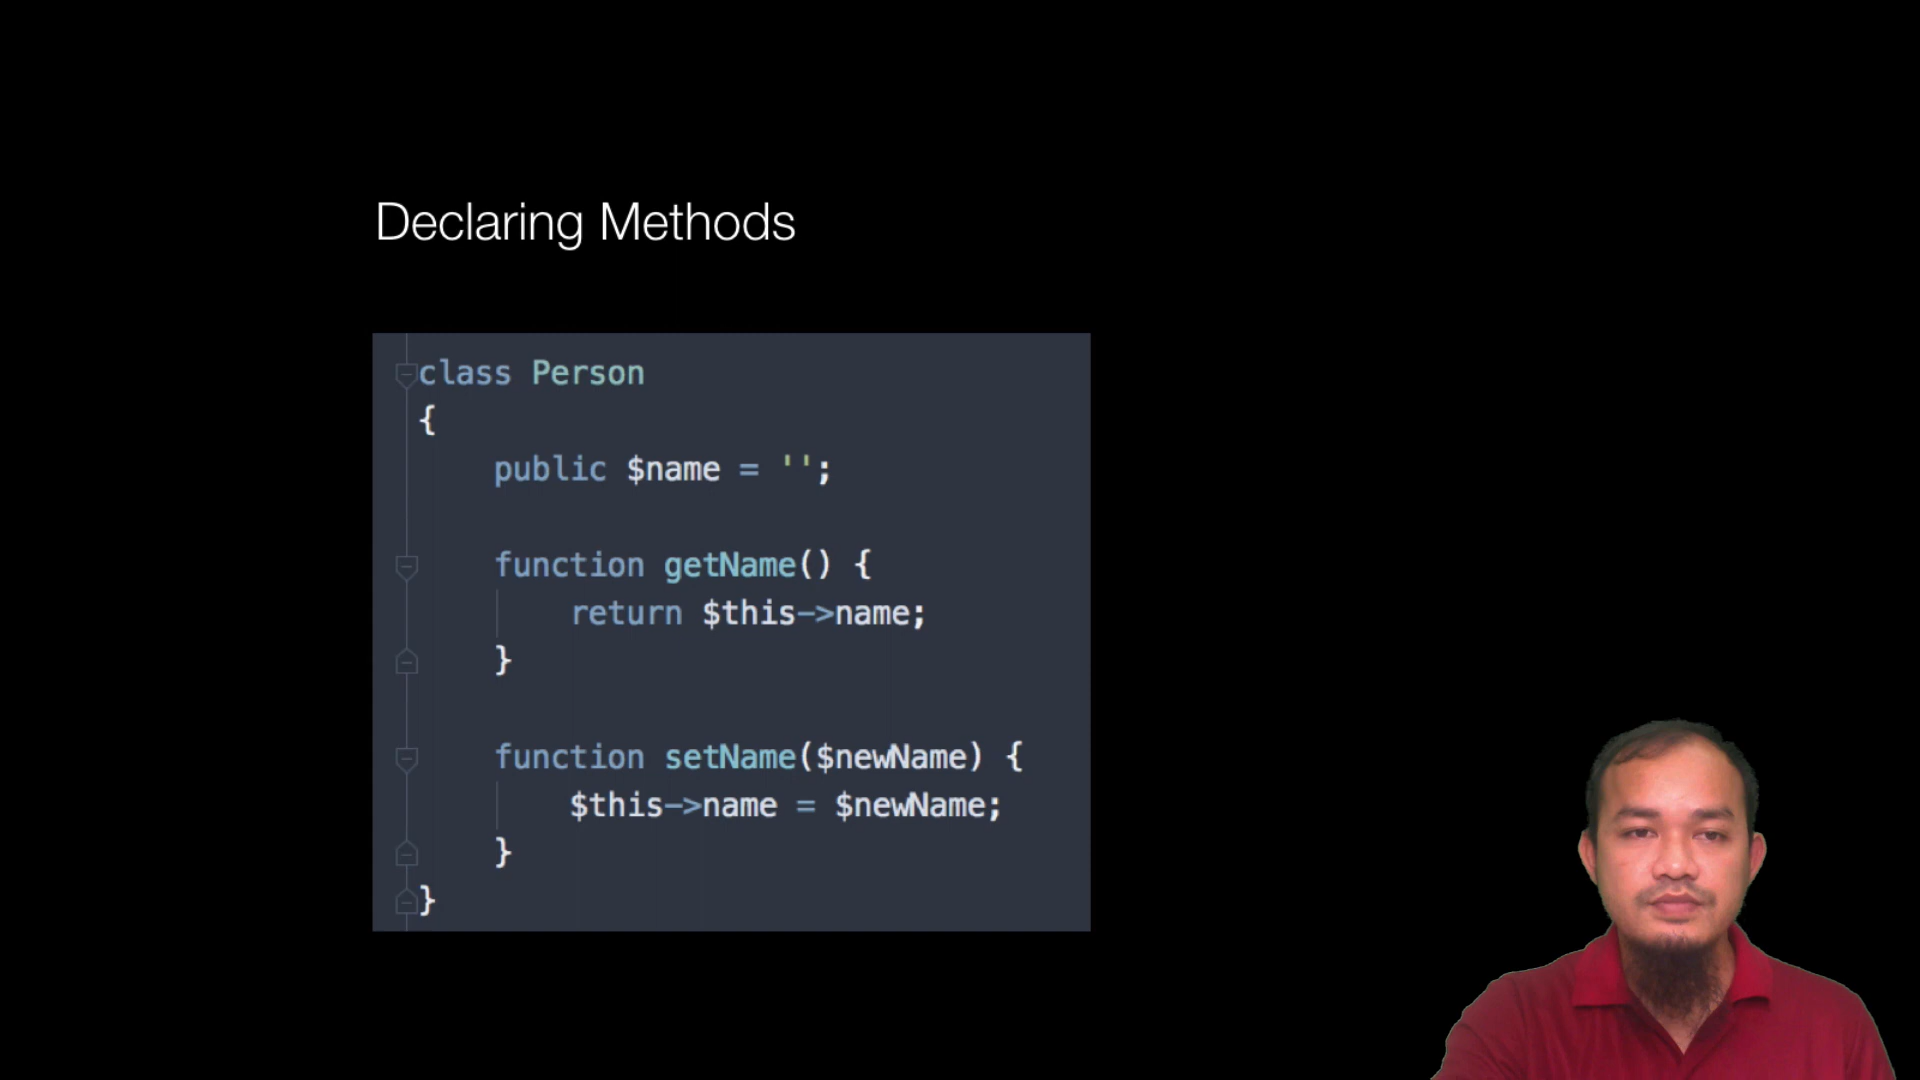 Declaring Methods
class Person
{
public $name = '';
function getName() {
return $this->name;
}
function setName($newName) {
$this->name = $newName;
}
}